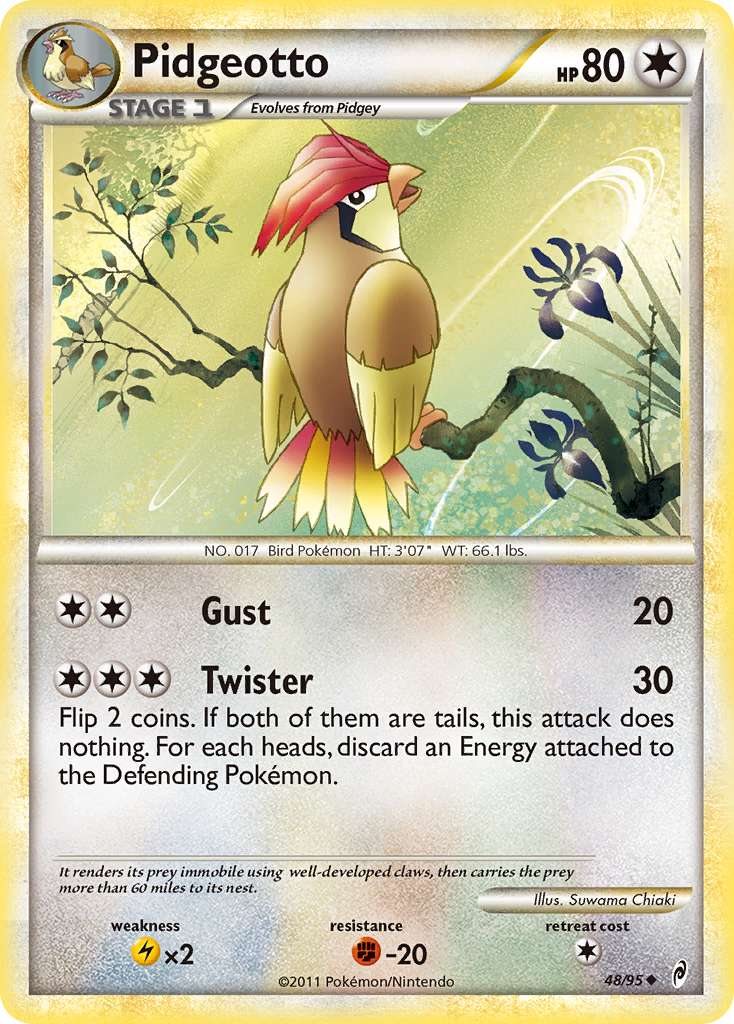 Pidgeotto
HP 80
STAGE 1
Evolves from Pidgey
NO. 017 Bird Pokémon HT: 3'07" WT: 66.1 lbs.
Gust 20
Twister 30
Flip 2 coins. If both of them are tails, this attack does
nothing. For each heads, discard an Energy attached to
the Defending Pokémon.
It renders its prey immobile using well-developed claws, then carries the prey
more than 60 miles to its nest.
Illus. Suwama Chiaki
weakness resistance retreat cost
×2 -20
©2011 Pokémon/Nintendo 48/95